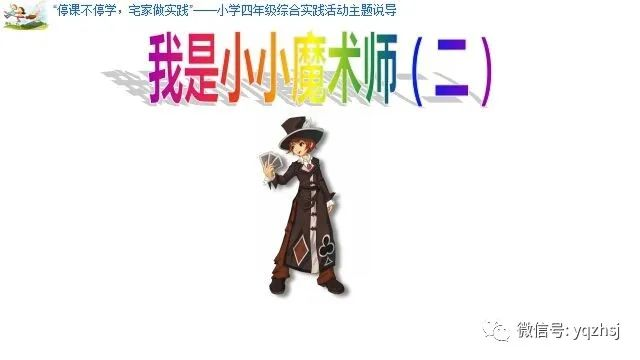 “停课不停学，宅家做实践”——小学四年级综合实践活动主题说导
我是小小魔术师（二）
微信号: yqzhsj